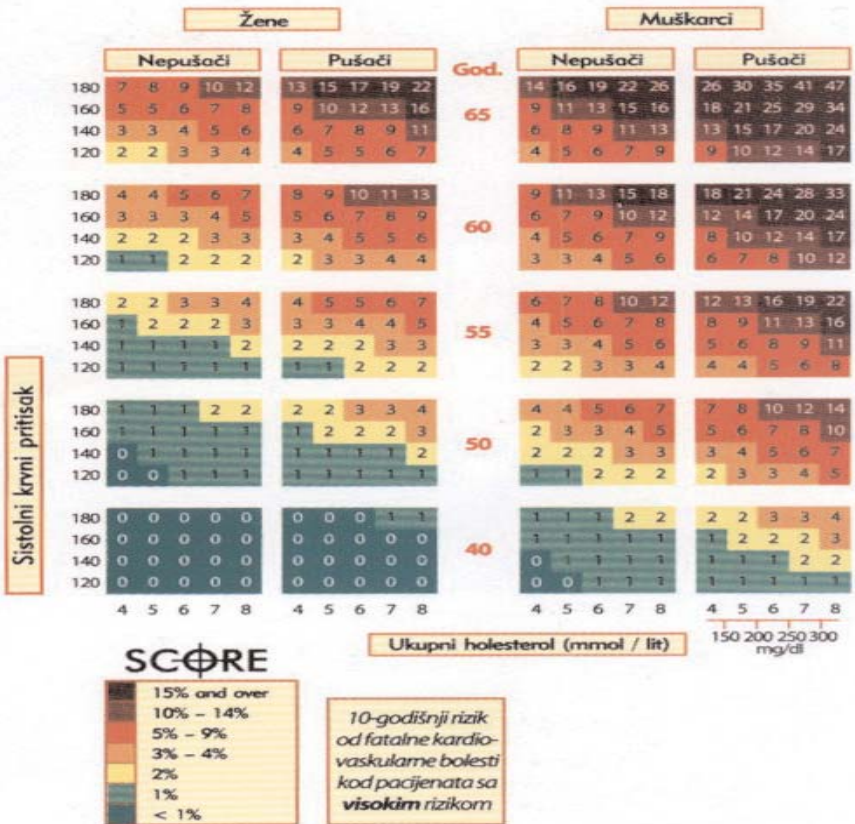 Žene Muškarci
Nepušači Pušači God. Nepušači Pušači
180 7 8 9 10 12 13 15 17 19 22 14 16 19 22 26 26 30 35 41 47
160 5 5 6 7 8 9 10 12 13 16 65 9 11 13 15 16 18 21 25 29 34
140 3 3 4 5 6 6 7 8 9 11 6 8 9 11 13 13 15 17 20 24
120 2 2 3 3 4 4 5 5 6 7 4 5 6 7 9 9 10 12 14 17
180 4 4 5 6 7 8 9 10 11 13 9 11 13 15 18 18 21 24 28 33
160 3 3 3 4 5 5 6 7 8 9 60 6 7 9 10 12 12 14 17 20 24
140 2 2 2 3 3 3 4 5 5 6 4 5 6 7 9 8 10 12 14 17
120 1 1 2 2 2 2 3 3 4 4 3 3 4 5 6 6 7 8 10 12
180 2 2 3 3 4 4 5 5 6 7 6 7 8 10 12 12 13 16 19 22
160 1 2 2 2 3 3 3 4 4 5 55 4 5 6 7 8 8 9 11 13 16
140 1 1 1 1 2 2 2 2 3 3 3 3 4 5 6 5 6 8 9 11
120 1 1 1 1 1 1 1 2 2 2 2 2 3 3 4 4 4 5 6 8
180 1 1 1 2 2 2 2 3 3 4 4 4 5 6 7 7 8 10 12 14
160 1 1 1 1 1 1 2 2 2 3 50 2 3 3 4 5 5 6 7 8 10
140 0 1 1 1 1 1 1 1 1 2 2 2 2 3 3 3 4 5 6 7
120 0 0 1 1 1 1 1 1 1 1 1 1 2 2 2 2 3 3 4 5
180 0 0 0 0 0 0 0 0 1 1 1 1 1 2 2 2 2 3 3 4
160 0 0 0 0 0 0 0 0 0 0 40 1 1 1 1 1 1 2 2 2 3
140 0 0 0 0 0 0 0 0 0 0 0 1 1 1 1 1 1 1 2 2
120 0 0 0 0 0 0 0 0 0 0 0 0 1 1 1 1 1 1 1 1
4 5 6 7 8 4 5 6 7 8 4 5 6 7 8 4 5 6 7 8
Sistolni krvni pritisak
Ukupni holesterol (mmol / lit)
150 200 250 300
mg/dl
SCORE
15% and over
10% – 14%
5% – 9%
3% – 4%
2%
1%
< 1%
10-godišnji rizik
od fatalne kardio-
vaskularne bolesti
kod pacijenata sa
visokim rizikom